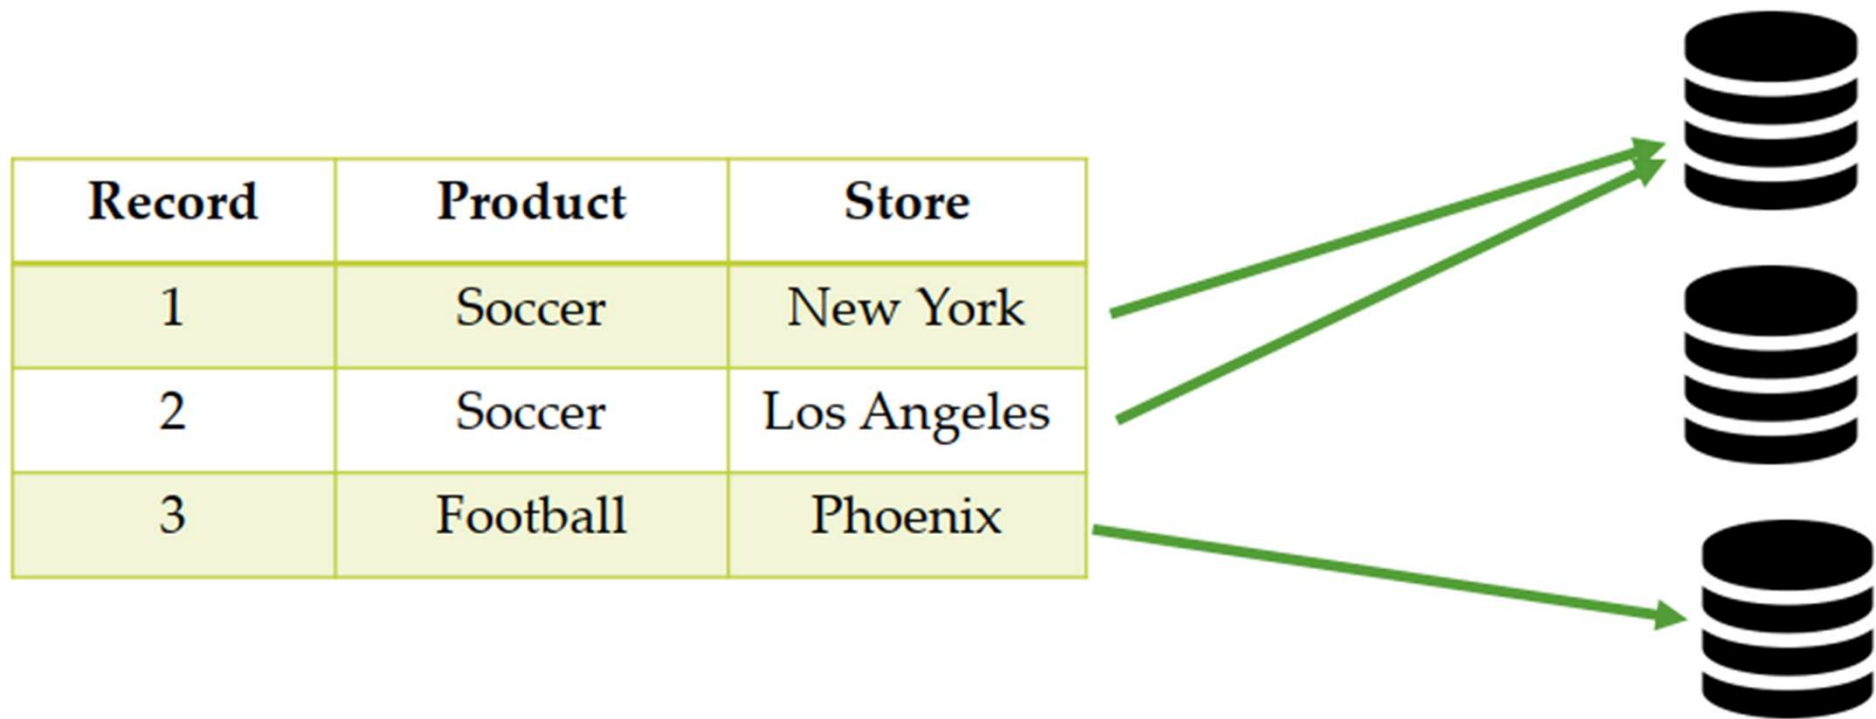 Record Product Store
1 Soccer New York
2 Soccer Los Angeles
3 Football Phoenix